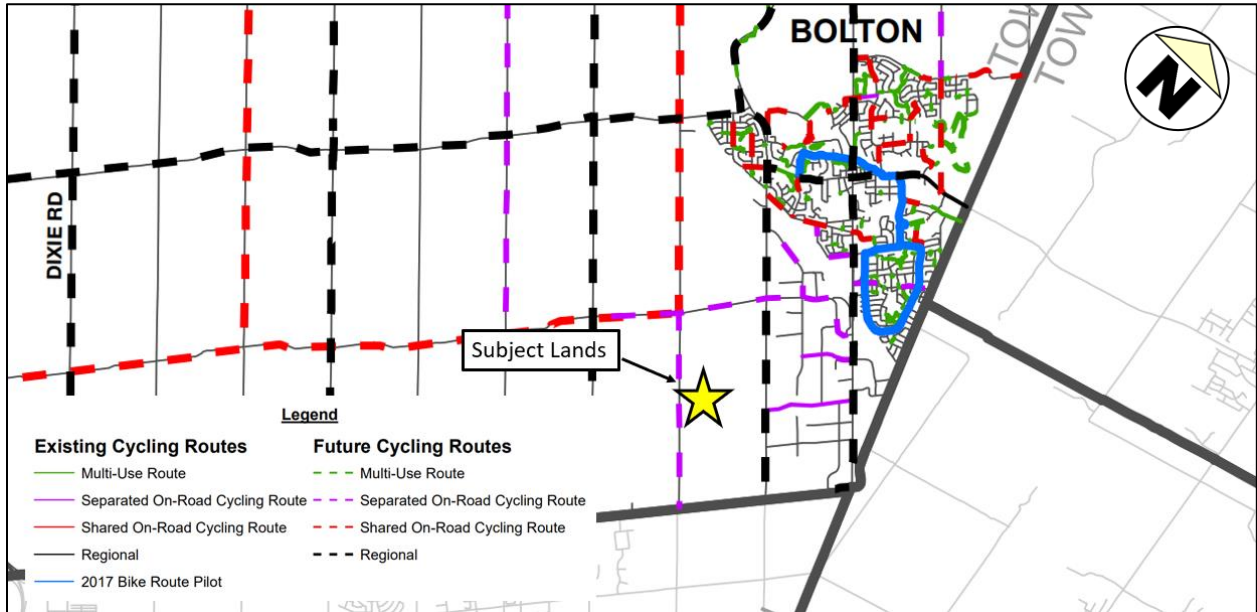 BOLTON
TOW
TOW
N
DIXIE RD
Subject Lands
Legend
Existing Cycling Routes
Multi-Use Route
Separated On-Road Cycling Route
Shared On-Road Cycling Route
Regional
2017 Bike Route Pilot
Future Cycling Routes
Multi-Use Route
Separated On-Road Cycling Route
Shared On-Road Cycling Route
Regional